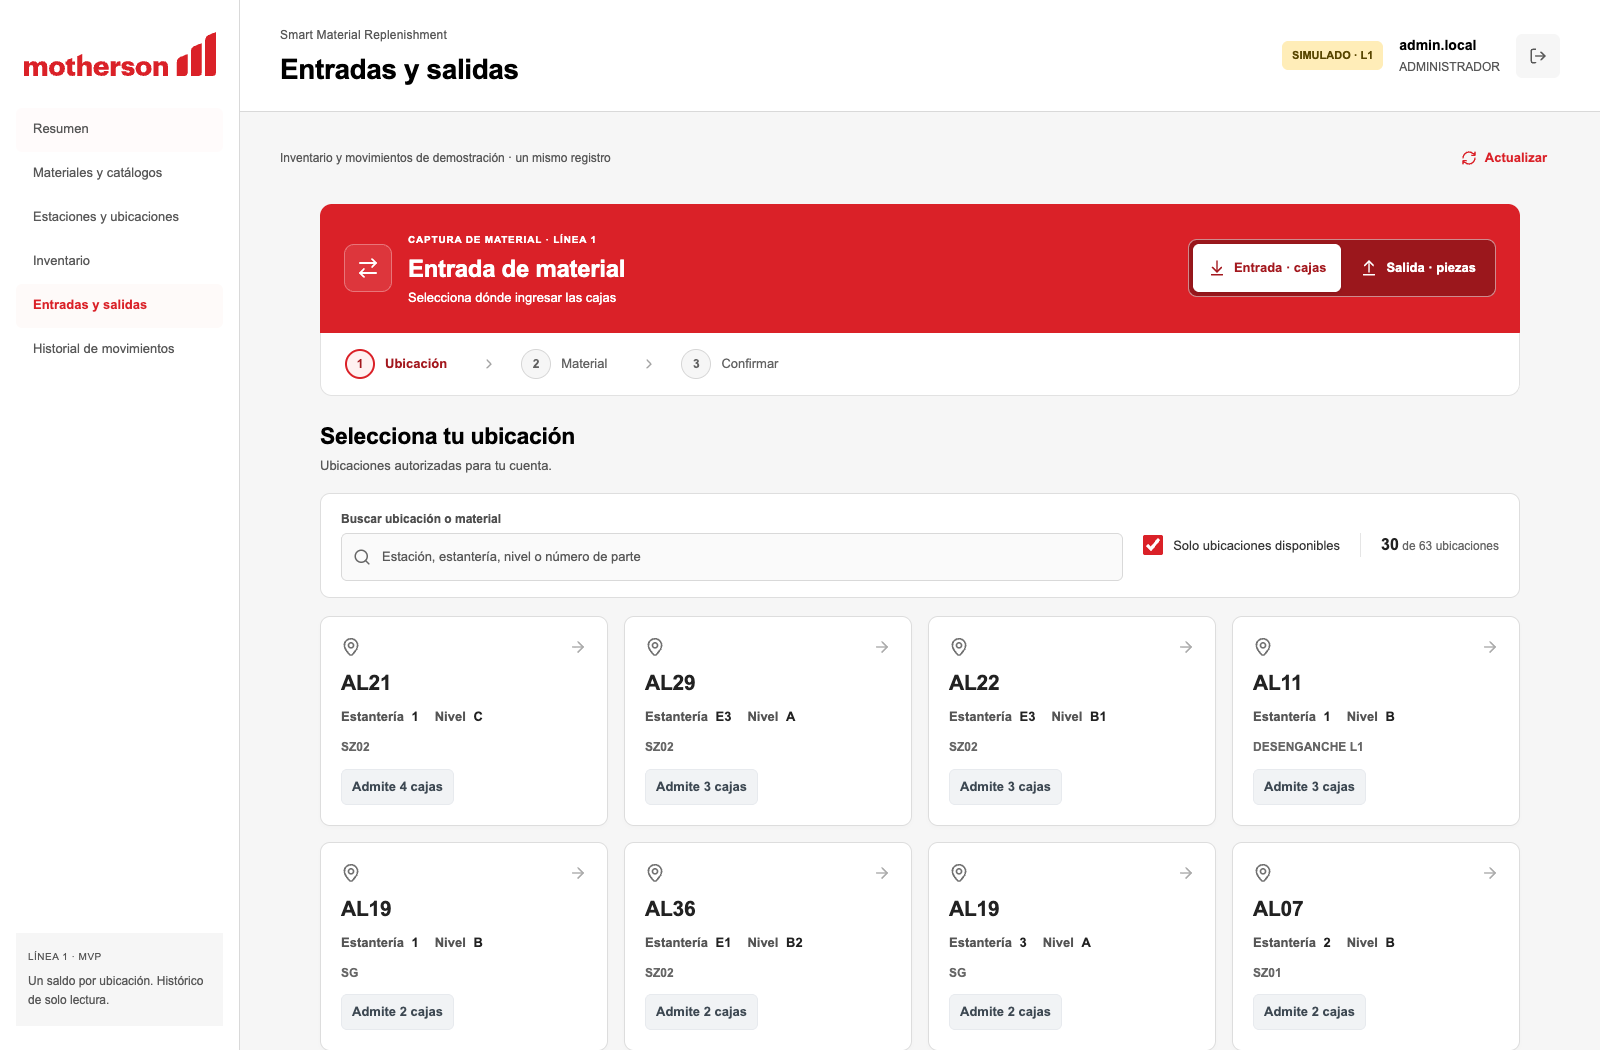 motherson
Resumen
Materiales y catálogos
Estaciones y ubicaciones
Inventario
Entradas y salidas
Historial de movimientos
LÍNEA 1 · MVP
Un saldo por ubicación. Histórico
de solo lectura.
Smart Material Replenishment
Entradas y salidas
SIMULADO · L1
admin.local
ADMINISTRADOR
Inventario y movimientos de demostración · un mismo registro
Actualizar
CAPTURA DE MATERIAL · LÍNEA 1
Entrada de material
Selecciona dónde ingresar las cajas
Entrada · cajas
Salida · piezas
1 Ubicación
2 Material
3 Confirmar
Selecciona tu ubicación
Ubicaciones autorizadas para tu cuenta.
Buscar ubicación o material
Estación, estantería, nivel o número de parte
Solo ubicaciones disponibles
30 de 63 ubicaciones
AL21
Estantería 1 Nivel C
SZ02
Admite 4 cajas
AL29
Estantería E3 Nivel A
SZ02
Admite 3 cajas
AL22
Estantería E3 Nivel B1
SZ02
Admite 3 cajas
AL11
Estantería 1 Nivel B
DESENGANCHE L1
Admite 3 cajas
AL19
Estantería 1 Nivel B
SG
Admite 2 cajas
AL36
Estantería E1 Nivel B2
SZ02
Admite 2 cajas
AL19
Estantería 3 Nivel A
SG
Admite 2 cajas
AL07
Estantería 2 Nivel B
SZ01
Admite 2 cajas